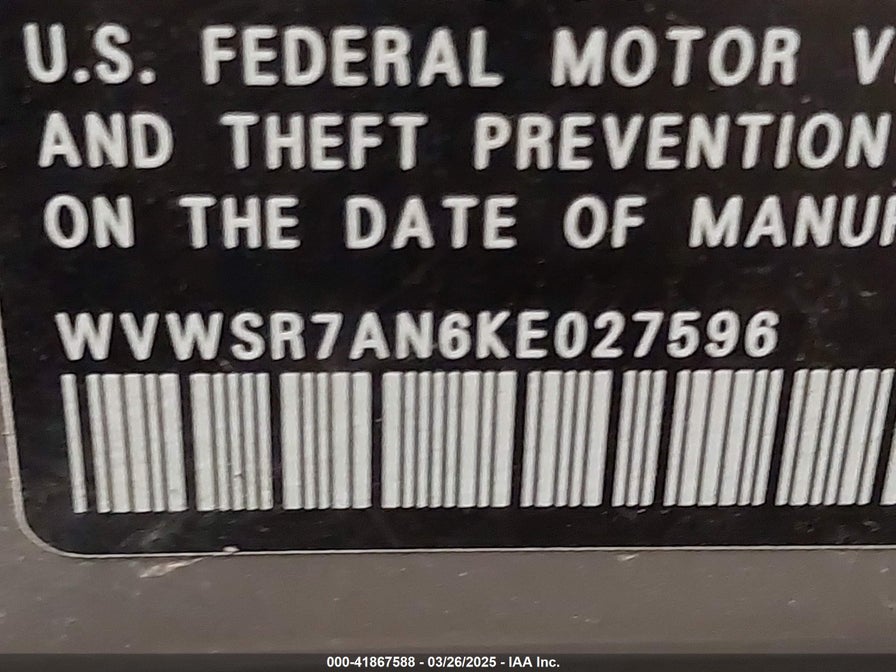 U.S. FEDERAL MOTOR V
AND THEFT PREVENTION
ON THE DATE OF MANU
WVWSR7AN6KE027596
000-41867588 - 03/26/2025 - IAA Inc.